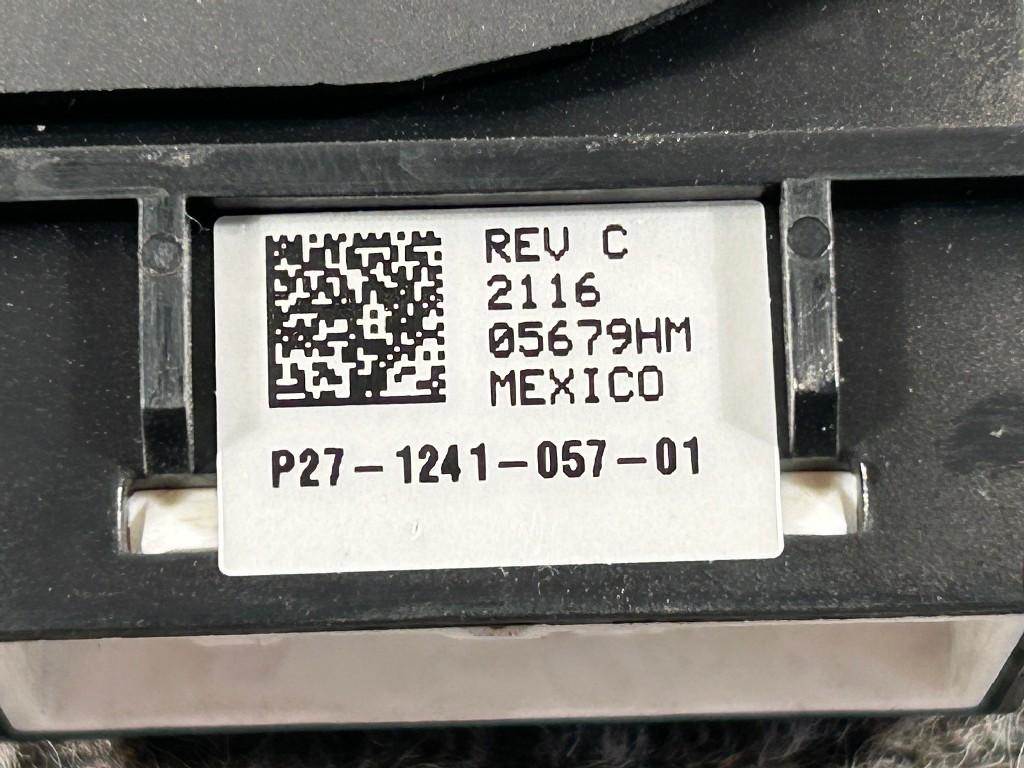 REV C
2116
05679HM
MEXICO
P27-1241-057-01